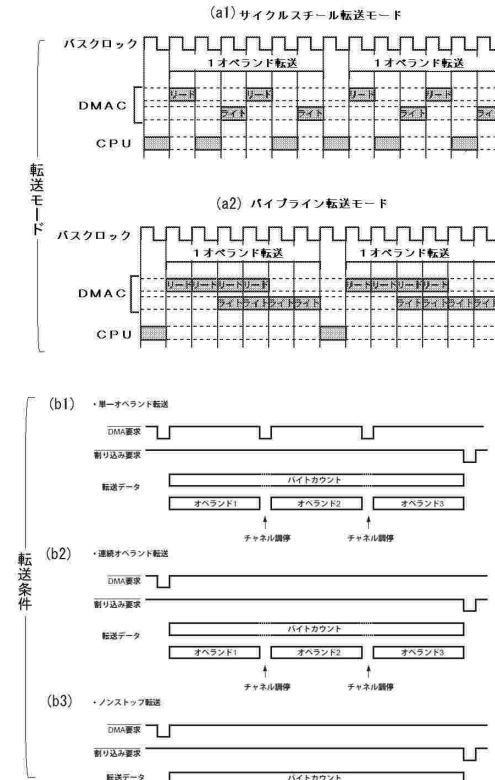 (a1) サイクルスチール転送モード
バスクロック
1オペランド転送 1オペランド転送
DMAC
リード リード リード リード
ライト ライト ライト ライト
CPU
転送モード
(a2) パイプライン転送モード
バスクロック
1オペランド転送 1オペランド転送
DMAC
リード リード リード リード リード リード リード リード
ライト ライト ライト ライト ライト ライト ライト ライト
CPU
転送条件
(b1) ・単一オペランド転送
DMA要求
割り込み要求
転送データ バイトカウント
オペランド1 オペランド2 オペランド3
チャネル調停 チャネル調停
(b2) ・連続オペランド転送
DMA要求
割り込み要求
転送データ バイトカウント
オペランド1 オペランド2 オペランド3
チャネル調停 チャネル調停
(b3) ・ノンストップ転送
DMA要求
割り込み要求
転送データ バイトカウント